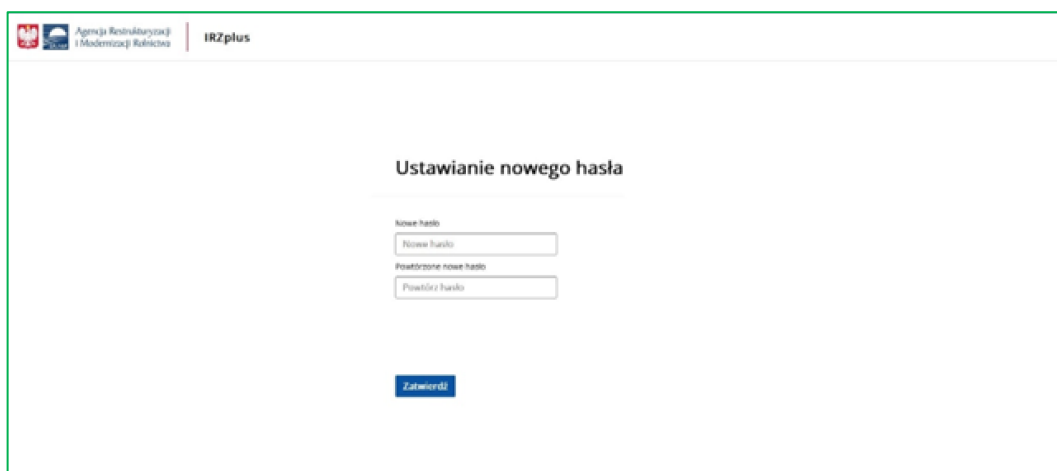 Agencja Restrukturyzacji
i Modernizacji Rolnictwa
IRZplus
Ustawianie nowego hasła
Nowe hasło
Nowe hasło
Powtórzone nowe hasło
Powtórz hasło
Zatwierdź